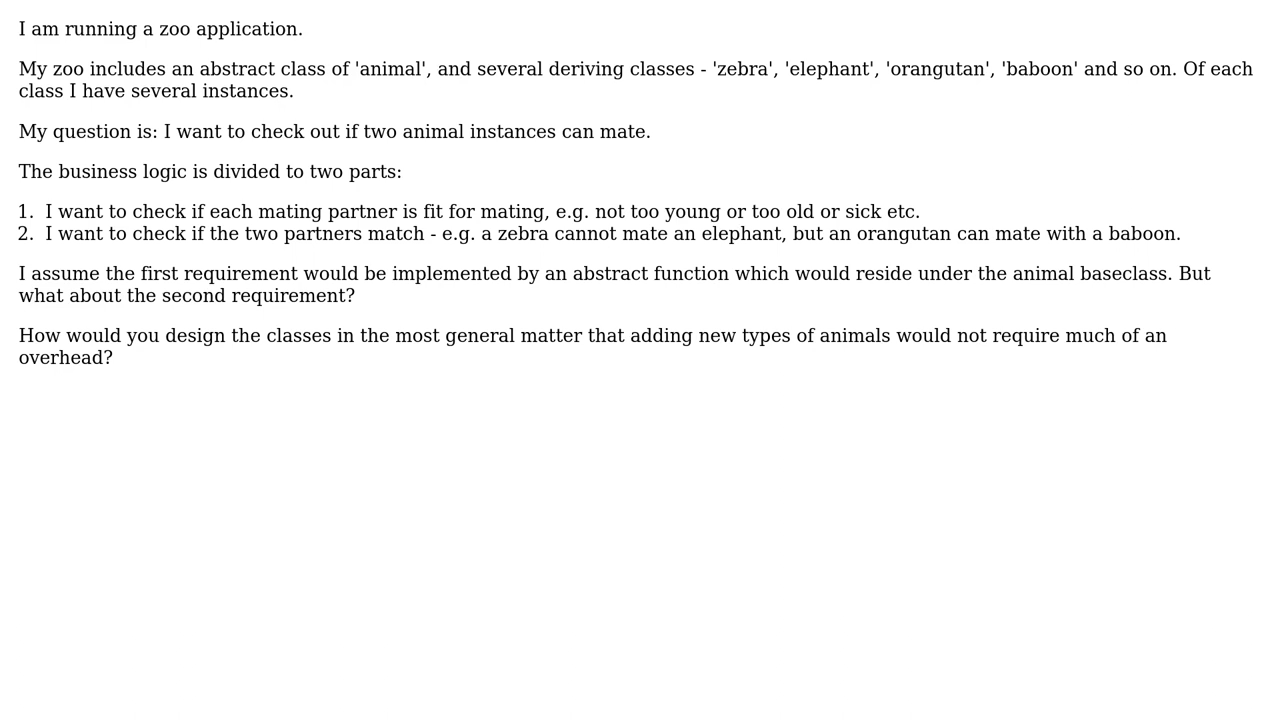 I am running a zoo application.
My zoo includes an abstract class of 'animal', and several deriving classes - 'zebra', 'elephant', 'orangutan', 'baboon' and so on. Of each
class I have several instances.
My question is: I want to check out if two animal instances can mate.
The business logic is divided to two parts:
1. I want to check if each mating partner is fit for mating, e.g. not too young or too old or sick etc.
2. I want to check if the two partners match - e.g. a zebra cannot mate an elephant, but an orangutan can mate with a baboon.
I assume the first requirement would be implemented by an abstract function which would reside under the animal baseclass. But
what about the second requirement?
How would you design the classes in the most general matter that adding new types of animals would not require much of an
overhead?